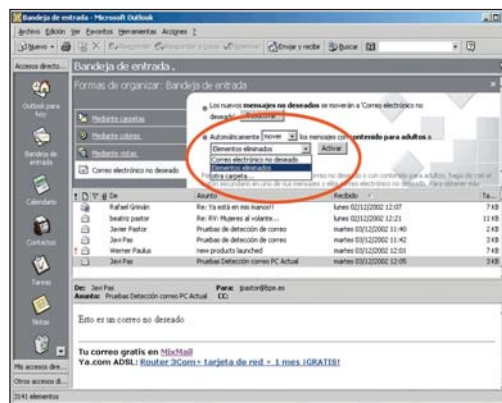 Bandeja de entrada - Microsoft Outlook
Archivo Edición Ver Favoritos Herramientas Acciones ?
Nuevo Responder Enviar y recibir Buscar
Accesos directo... Bandeja de entrada .
Formas de organizar: Bandeja de entrada
Outlook para hoy
Bandeja de entrada
Calendario
Contactos
Tareas
Notas
Mis accesos dire...
Otros accesos di...
Mediante carpetas
Mediante colores
Mediante vistas
Correo electrónico no deseado
Los nuevos mensajes no deseados se moverán a 'Correo electrónico no
deseado'.
Automáticamente mover los mensajes con contenido para adultos a
Elementos eliminados Activar
Correo electrónico no deseado
Elementos eliminados
otra carpeta...
De Asunto Recibido Ta...
Rafael Grimán Re: Ya está en mis manos!! lunes 02/12/2002 12:07 7 KB
beatriz pastor Re: RV: Mujeres al volante... lunes 02/12/2002 12:21 11 KB
Javier Pastor Pruebas de detección de correo martes 03/12/2002 11:40 2 KB
Javi Pas Pruebas de detección de correo martes 03/12/2002 11:42 3 KB
Werner Paulus new products launched martes 03/12/2002 12:01 7 KB
Javi Pas Pruebas Detección correo PC Actual martes 03/12/2002 12:05 3 KB
De: Javi Pas Para: jpastor@bpe.es
Asunto: Pruebas Detección correo PC Actual CC:
Esto es un correo no deseado
Tu correo gratis en MixMail
Ya.com ADSL: Router 3Com+ tarjeta de red + 1 mes ¡GRATIS!
3141 elementos